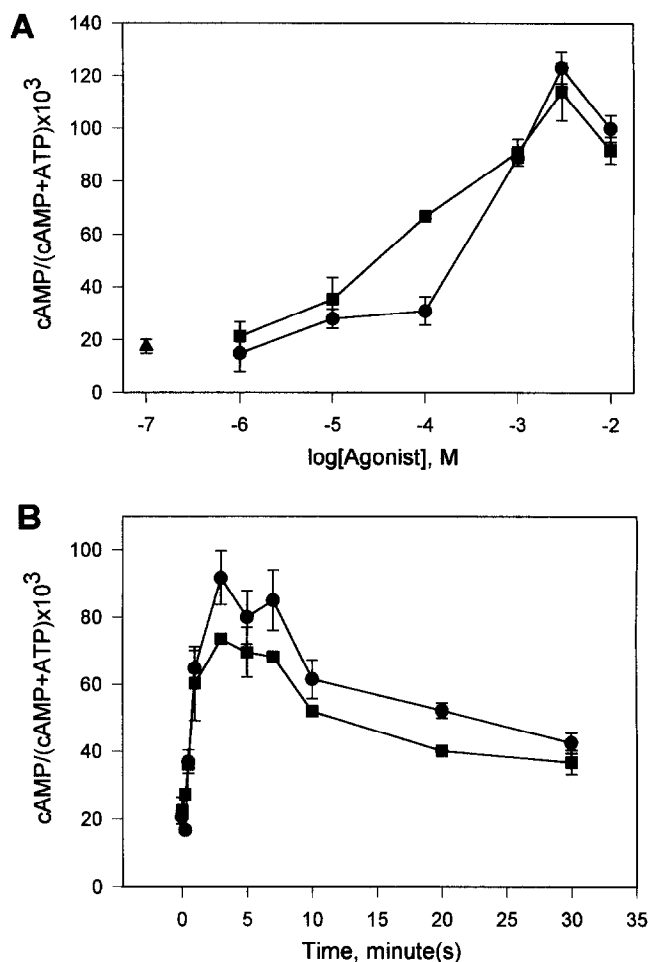 A
cAMP/(cAMP+ATP)x10³
140
120
100
80
60
40
20
0
-7 -6 -5 -4 -3 -2
log[Agonist], M
B
cAMP/(cAMP+ATP)x10³
100
80
60
40
20
0
0 5 10 15 20 25 30 35
Time, minute(s)